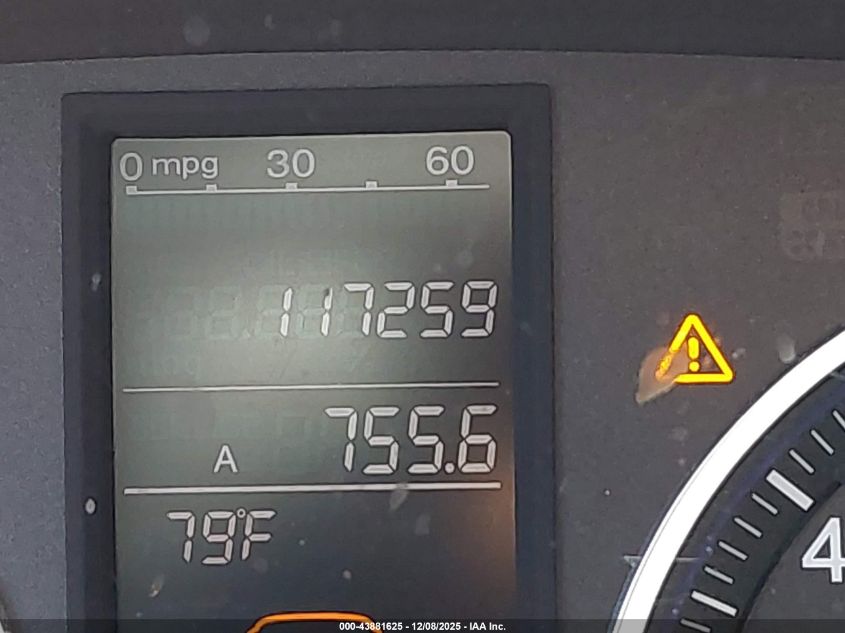 0 mpg 30 60
117259
A 755.6
79°F
4
000-43881625 - 12/08/2025 - IAA Inc.